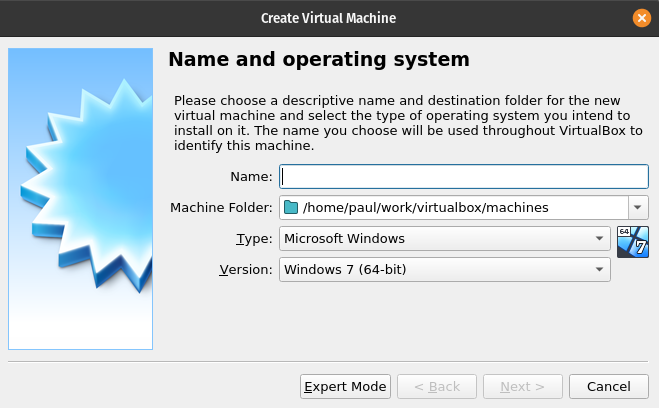 Create Virtual Machine
Name and operating system
Please choose a descriptive name and destination folder for the new
virtual machine and select the type of operating system you intend to
install on it. The name you choose will be used throughout VirtualBox to
identify this machine.
Name:
Machine Folder: /home/paul/work/virtualbox/machines
Type: Microsoft Windows
64
7
Version: Windows 7 (64-bit)
Expert Mode < Back Next > Cancel